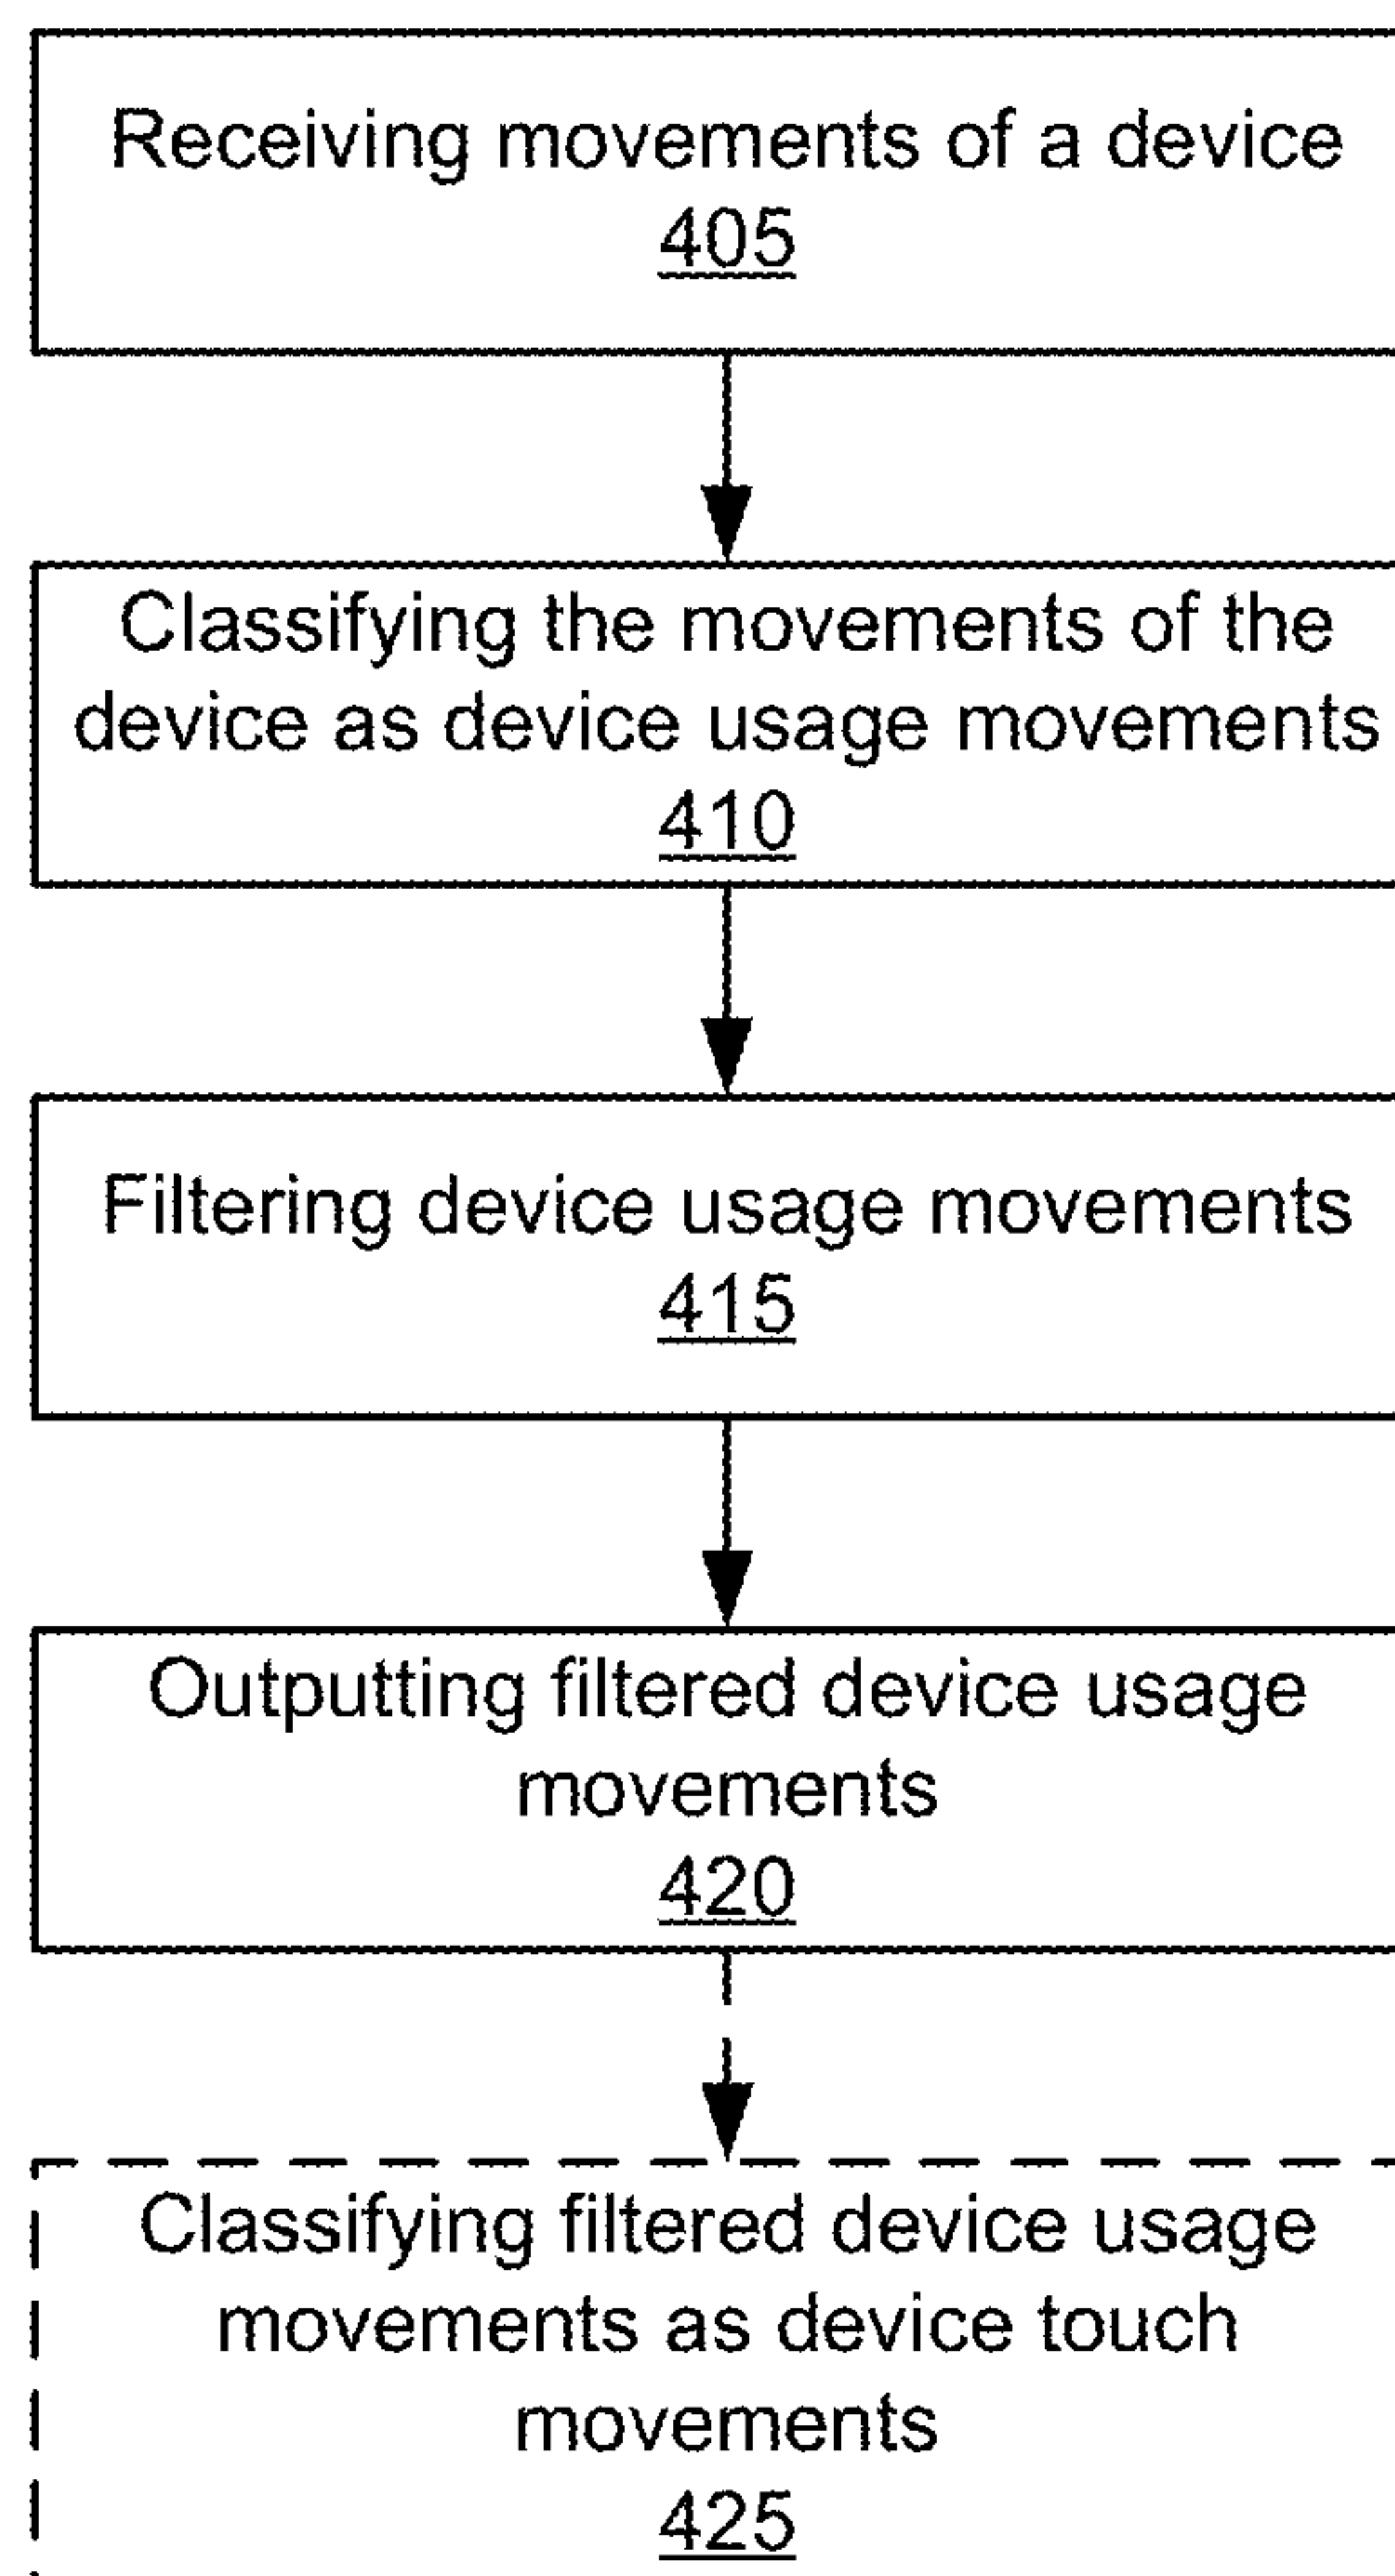 Receiving movements of a device
405
Classifying the movements of the
device as device usage movements
410
Filtering device usage movements
415
Outputting filtered device usage
movements
420
Classifying filtered device usage
movements as device touch
movements
425